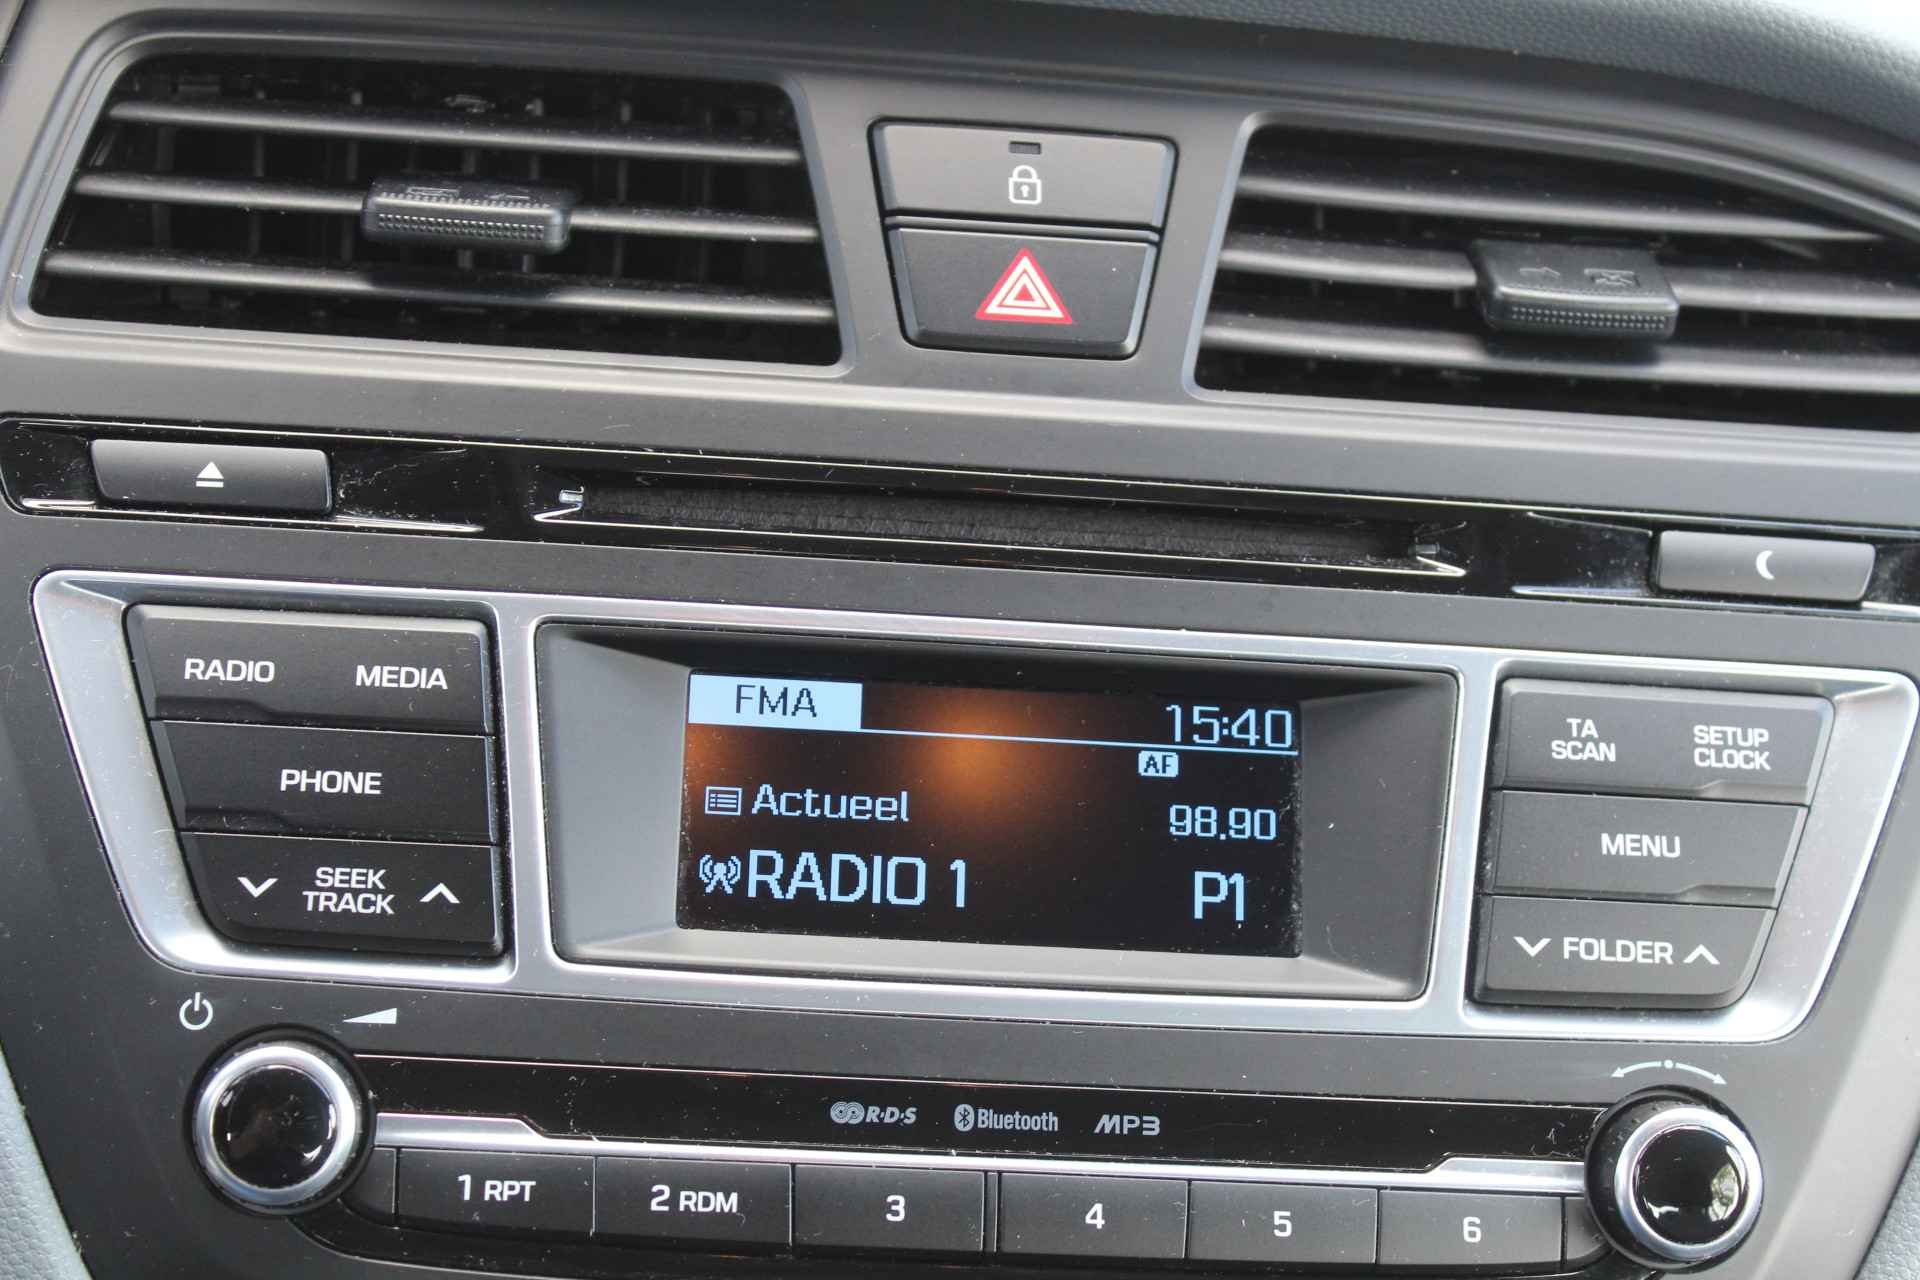 RADIO MEDIA
PHONE
SEEK
TRACK
FMA 15:40
AF
Actueel 98.90
RADIO 1 P1
TA
SCAN
SETUP
CLOCK
MENU
FOLDER
R·D·S Bluetooth MP3
1 RPT 2 RDM 3 4 5 6